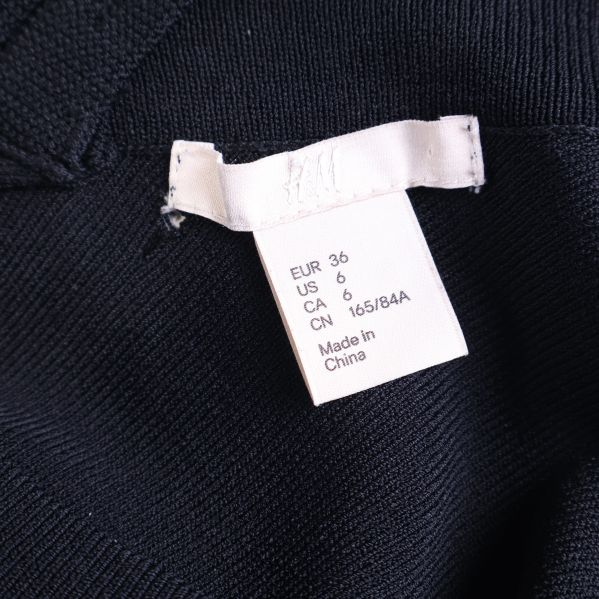 H&M
EUR 36
US 6
CA 6
CN 165/84A
Made in
China